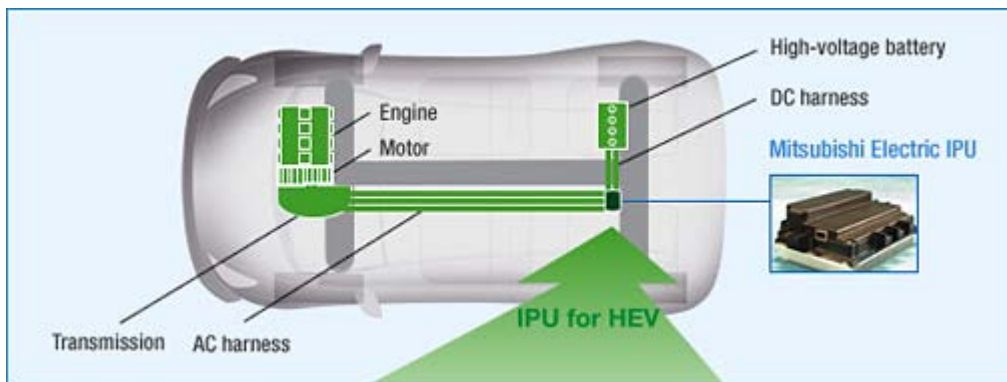 High-voltage battery
DC harness
Engine
Motor
Mitsubishi Electric IPU
IPU for HEV
Transmission
AC harness